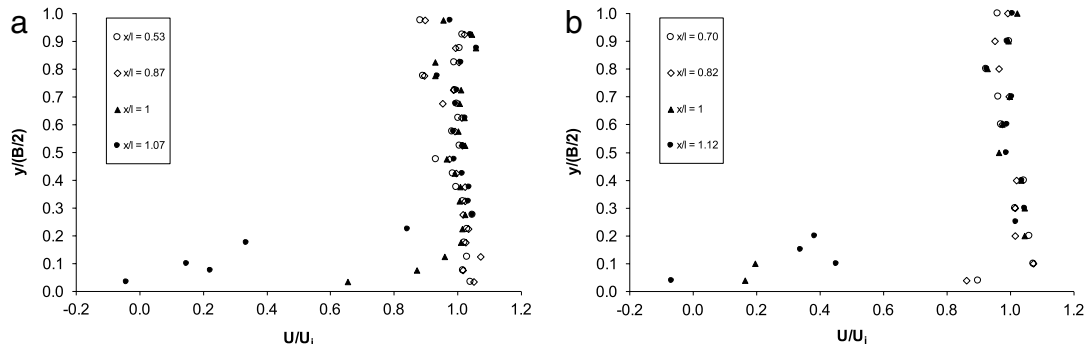 a
1.0
0.9
0.8
0.7
0.6
0.5
0.4
0.3
0.2
0.1
0.0
y/(B/2)
x/l = 0.53
x/l = 0.87
x/l = 1
x/l = 1.07
-0.2 0.0 0.2 0.4 0.6 0.8 1.0 1.2
U/Ui
b
1.0
0.9
0.8
0.7
0.6
0.5
0.4
0.3
0.2
0.1
0.0
y/(B/2)
x/l = 0.70
x/l = 0.82
x/l = 1
x/l = 1.12
-0.2 0.0 0.2 0.4 0.6 0.8 1.0 1.2
U/Ui